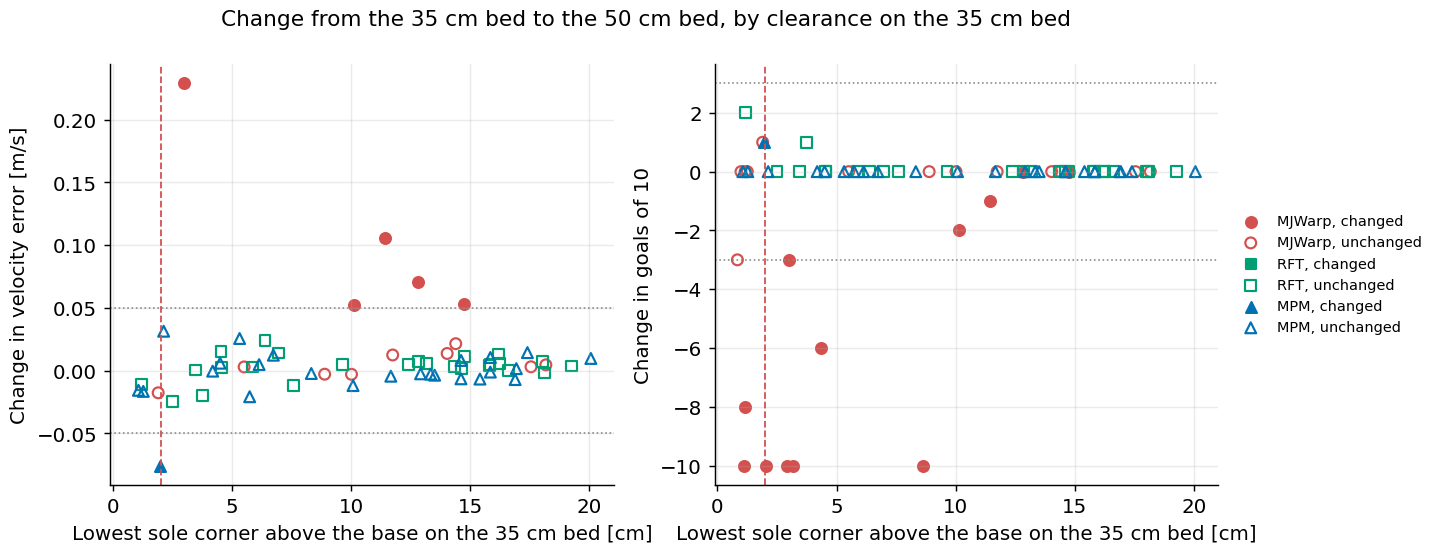 Change from the 35 cm bed to the 50 cm bed, by clearance on the 35 cm bed
Change in velocity error [m/s]
0.20
0.15
0.10
0.05
0.00
−0.05
0
5
10
15
20
Lowest sole corner above the base on the 35 cm bed [cm]
Change in goals of 10
2
0
−2
−4
−6
−8
−10
0
5
10
15
20
Lowest sole corner above the base on the 35 cm bed [cm]
MJWarp, changed
MJWarp, unchanged
RFT, changed
RFT, unchanged
MPM, changed
MPM, unchanged